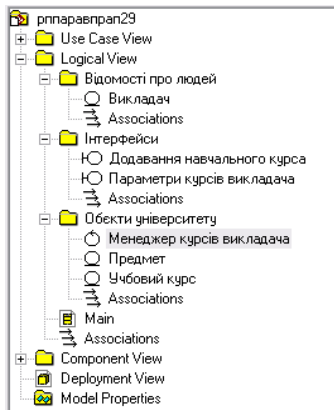 рппаравпрап29
Use Case View
Logical View
Відомості про людей
Викладач
Associations
Інтерфейси
Додавання навчального курса
Параметри курсів викладача
Associations
Обєкти університету
Менеджер курсів викладача
Предмет
Учбовий курс
Associations
Main
Associations
Component View
Deployment View
Model Properties